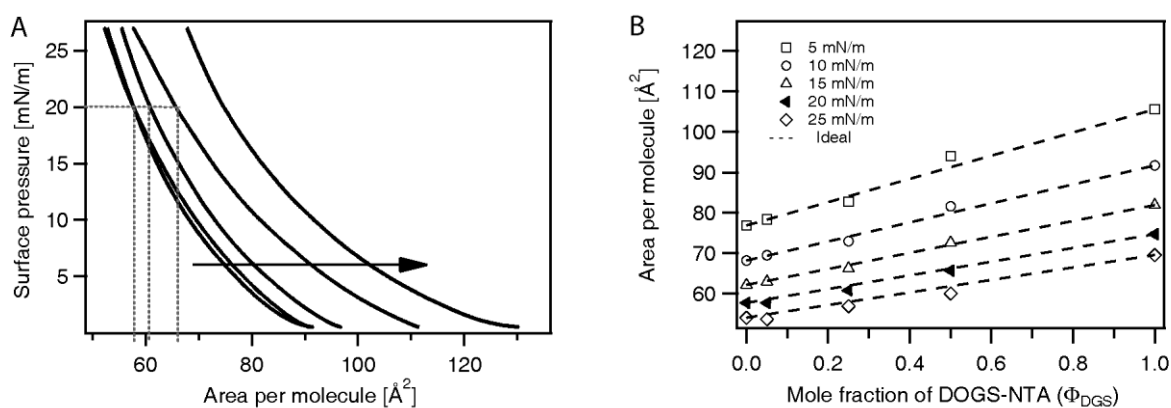 A
Surface pressure [mN/m]
25
20
15
10
5
60
80
100
120
Area per molecule [Å²]
B
Area per molecule [Å²]
120
110
100
90
80
70
60
5 mN/m
10 mN/m
15 mN/m
20 mN/m
25 mN/m
Ideal
0.0
0.2
0.4
0.6
0.8
1.0
Mole fraction of DOGS-NTA (Φ_DGS)